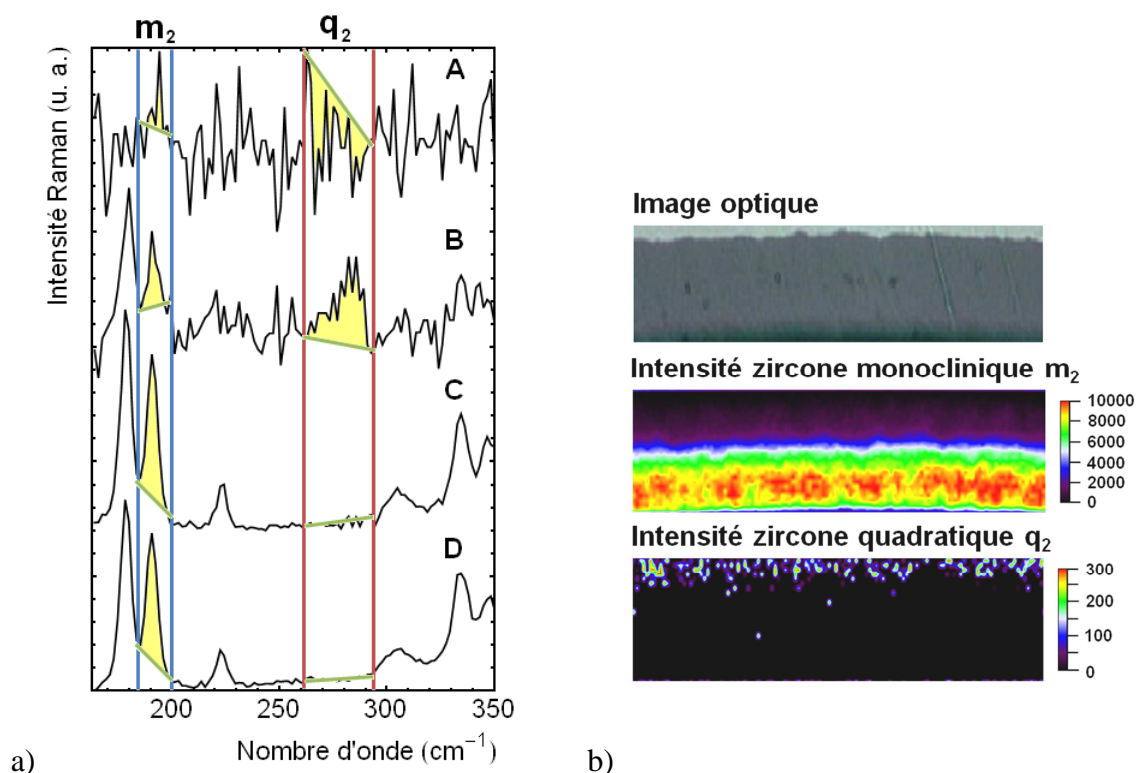 m2 q2
Intensité Raman (u. a.)
A
B
C
D
200 250 300 350
Nombre d'onde (cm−1)
a)
Image optique
Intensité zircone monoclinique m2
10000
8000
6000
4000
2000
0
Intensité zircone quadratique q2
300
200
100
0
b)